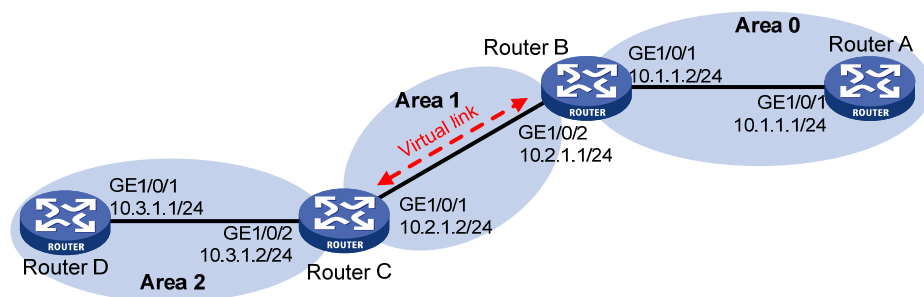 Area 0
Router B
Router A
GE1/0/1
10.1.1.2/24
ROUTER
ROUTER
GE1/0/1
10.1.1.1/24
Area 1
Virtual link
GE1/0/2
10.2.1.1/24
GE1/0/1
10.3.1.1/24
ROUTER
Router D
GE1/0/2
10.3.1.2/24
ROUTER
Router C
GE1/0/1
10.2.1.2/24
Area 2